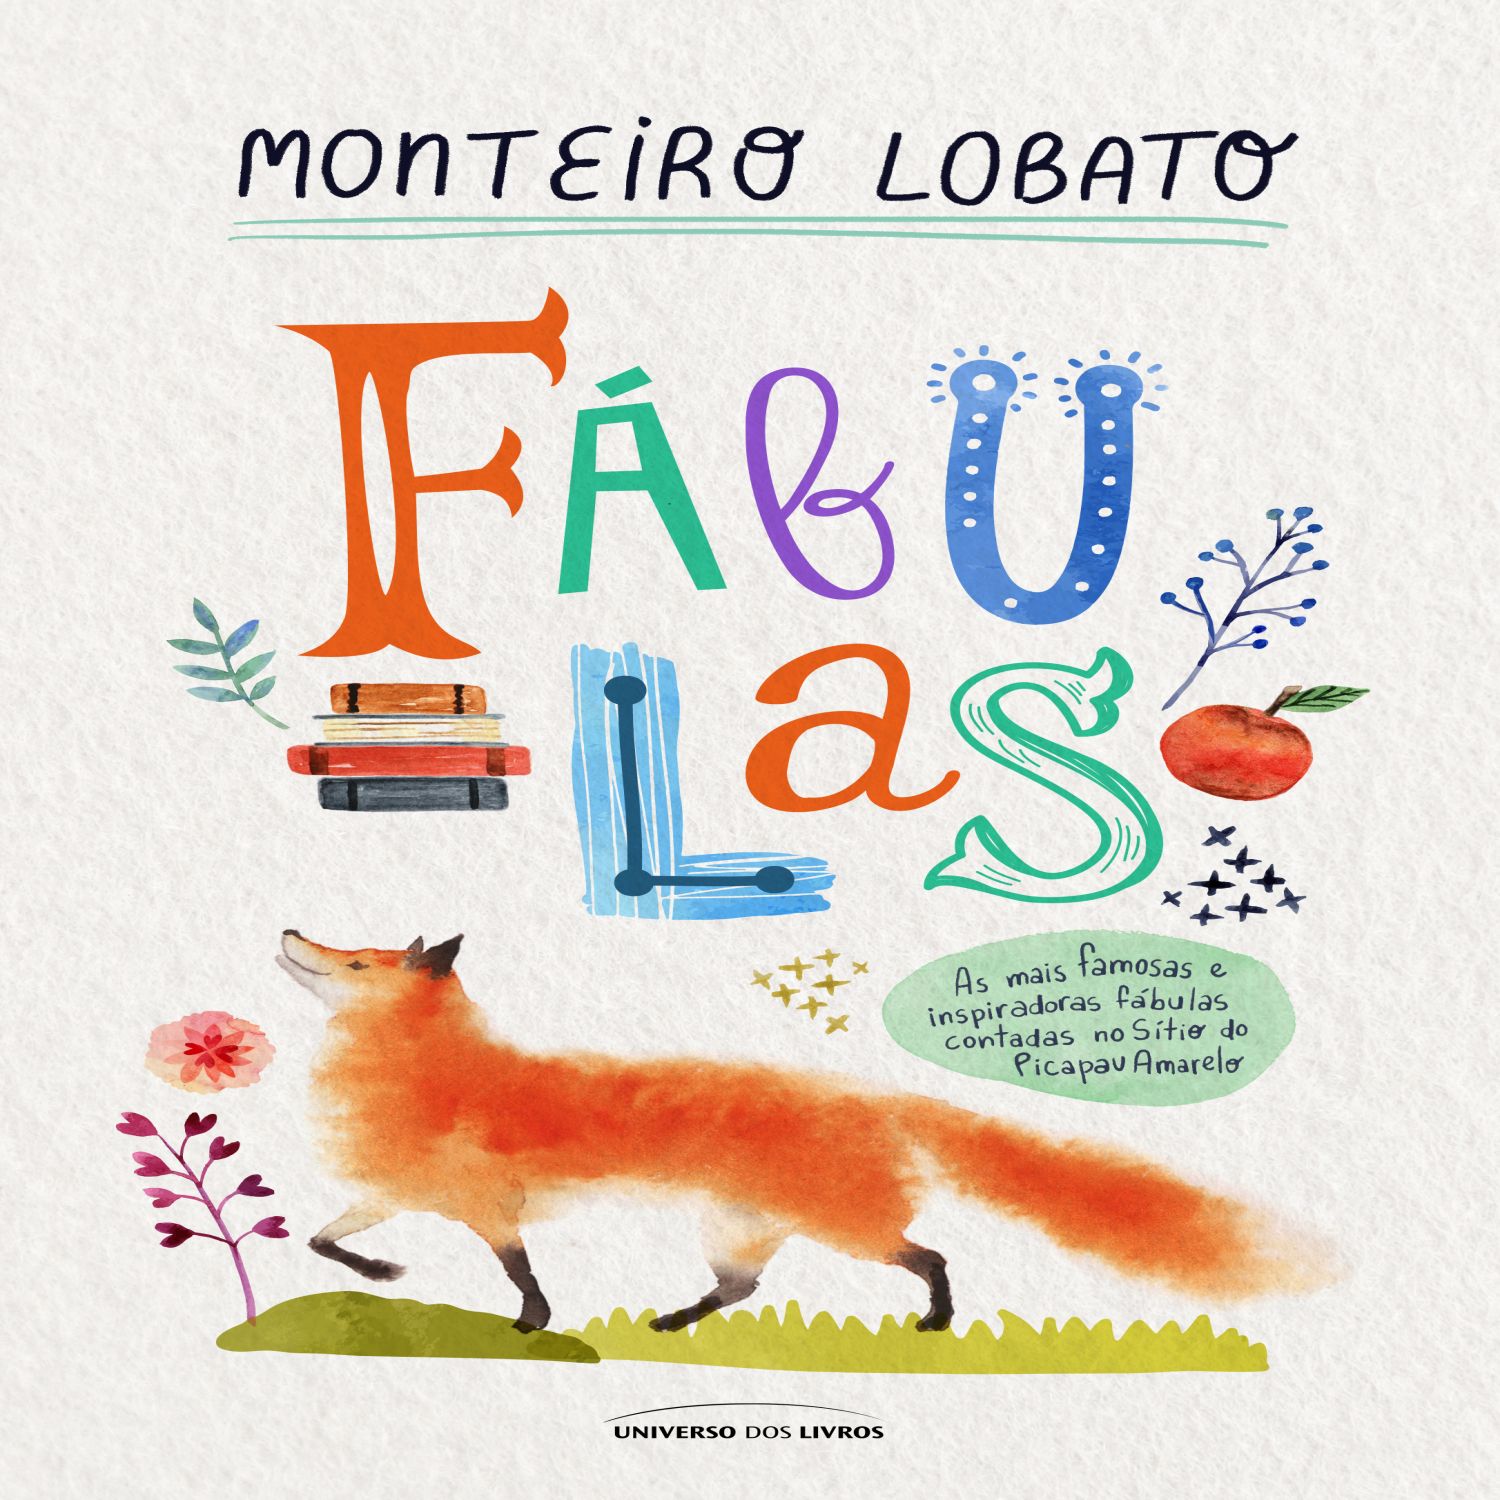 MONTEIRO LOBATO
FÁBU
LaS
As mais famosas e
inspiradoras fábulas
contadas no Sítio do
Picapau Amarelo
UNIVERSO DOS LIVROS